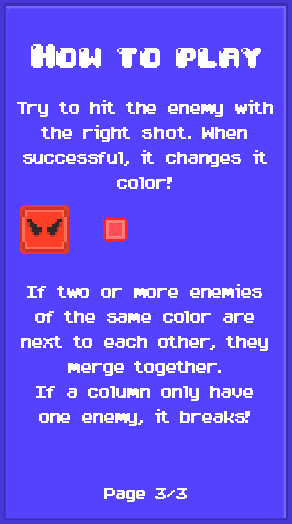 How to play
Try to hit the enemy with
the right shot. When
successful, it changes it
color!
If two or more enemies
of the same color are
next to each other, they
merge together.
If a column only have
one enemy, it breaks!
Page 3/3